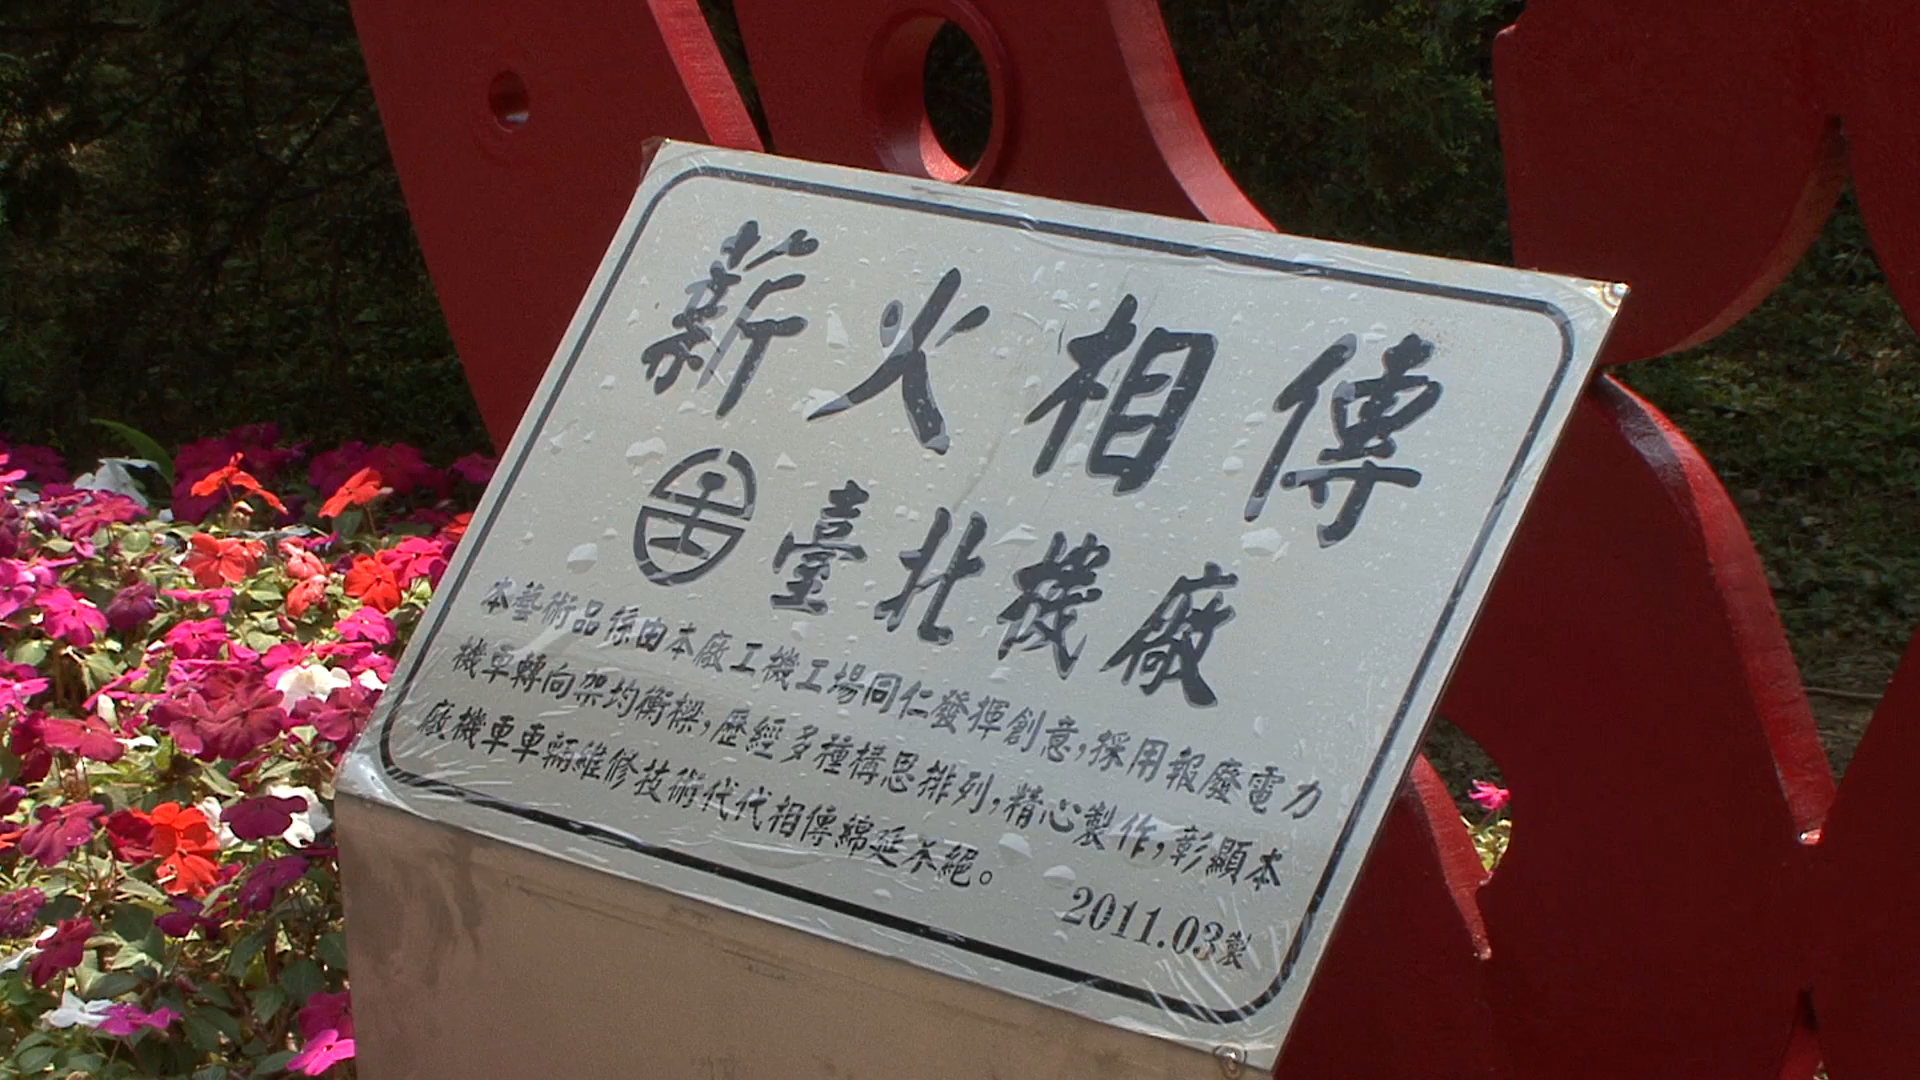 薪火相傳
臺北機廠
本藝術品係由本廠工機工場同仁發揮創意,採用報廢電力
機車轉向架均衡樑,歷經多種構思排列,精心製作,彰顯本
廠機車車輛維修技術代代相傳綿延不絕。
2011.03製